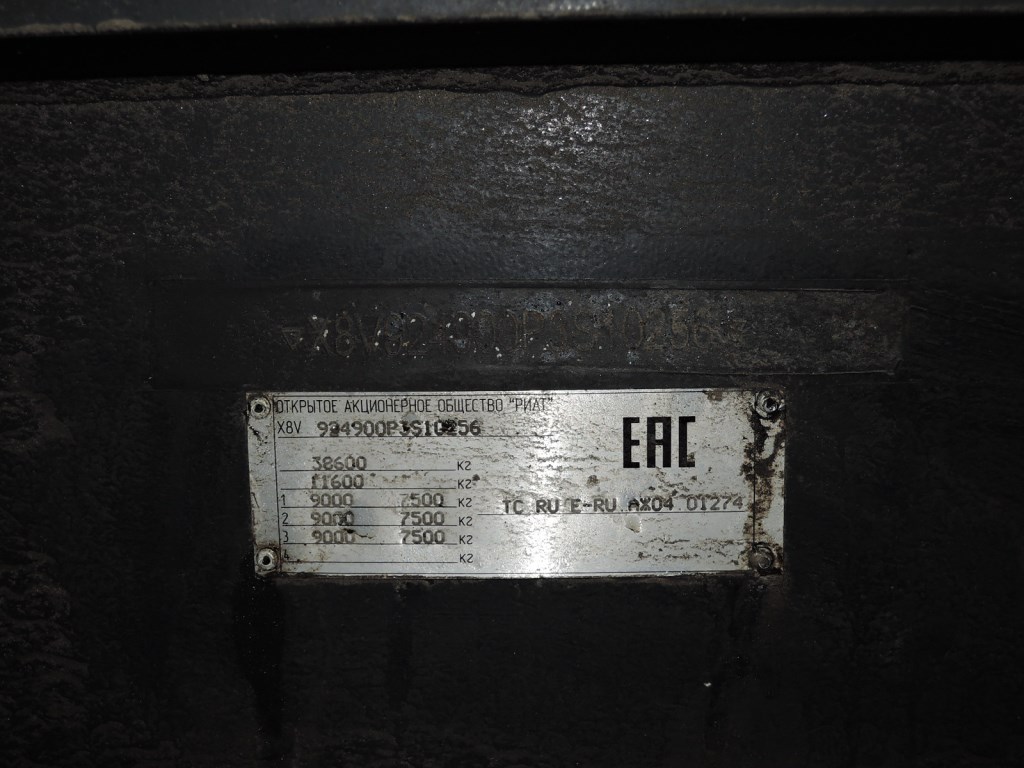 ОТКРЫТОЕ АКЦИОНЕРНОЕ ОБЩЕСТВО "РИАТ"
X8V 994900P3S10256
EAC
38600 кг
11600 кг
1 9000 7500 кг
TC RU E-RU.АЖ04.01274
2 9000 7500 кг
3 9000 7500 кг
4 кг